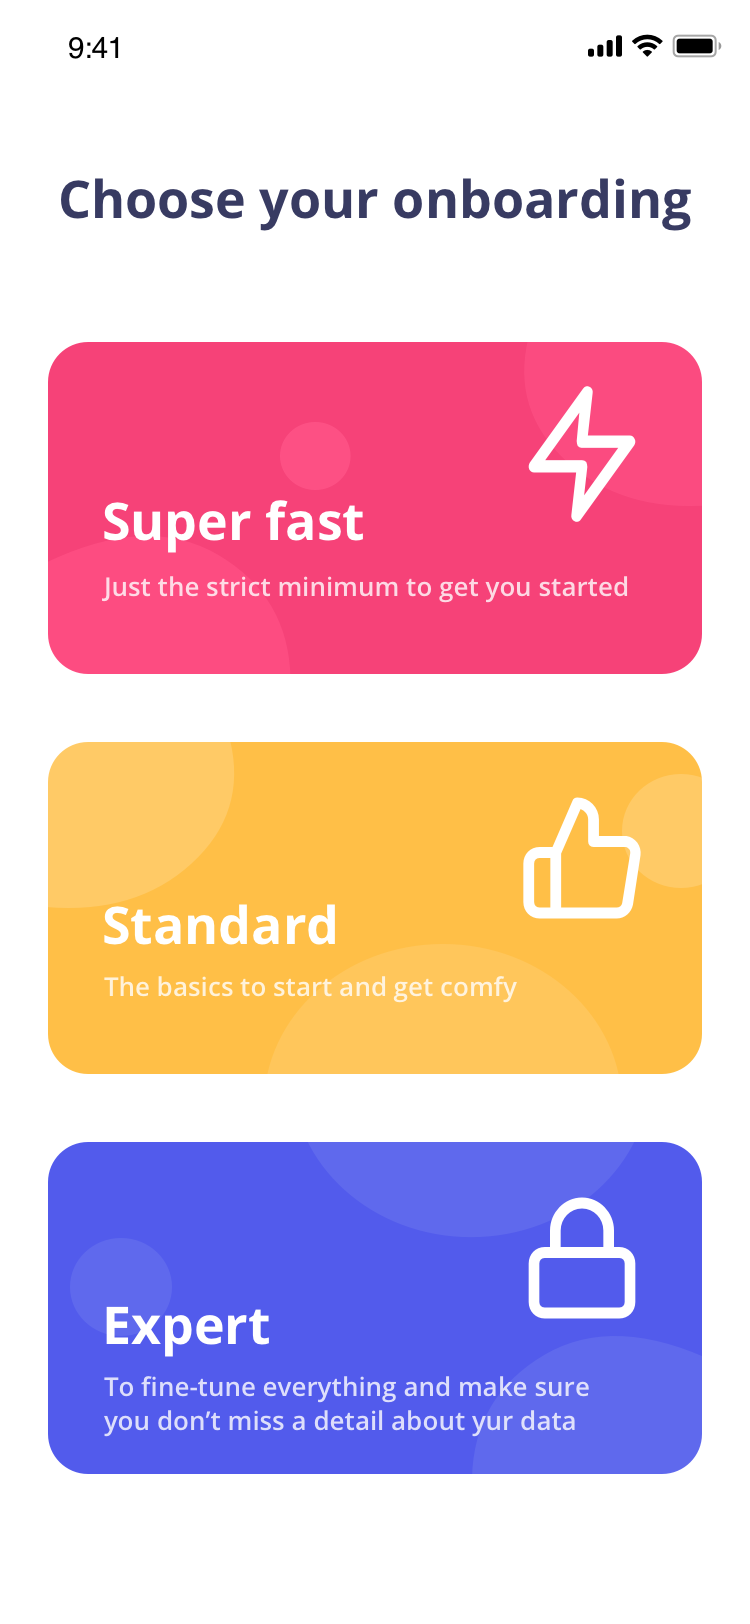 9:41
Choose your onboarding
Super fast
Just the strict minimum to get you started
Standard
The basics to start and get comfy
Expert
To fine-tune everything and make sure
you don’t miss a detail about yur data